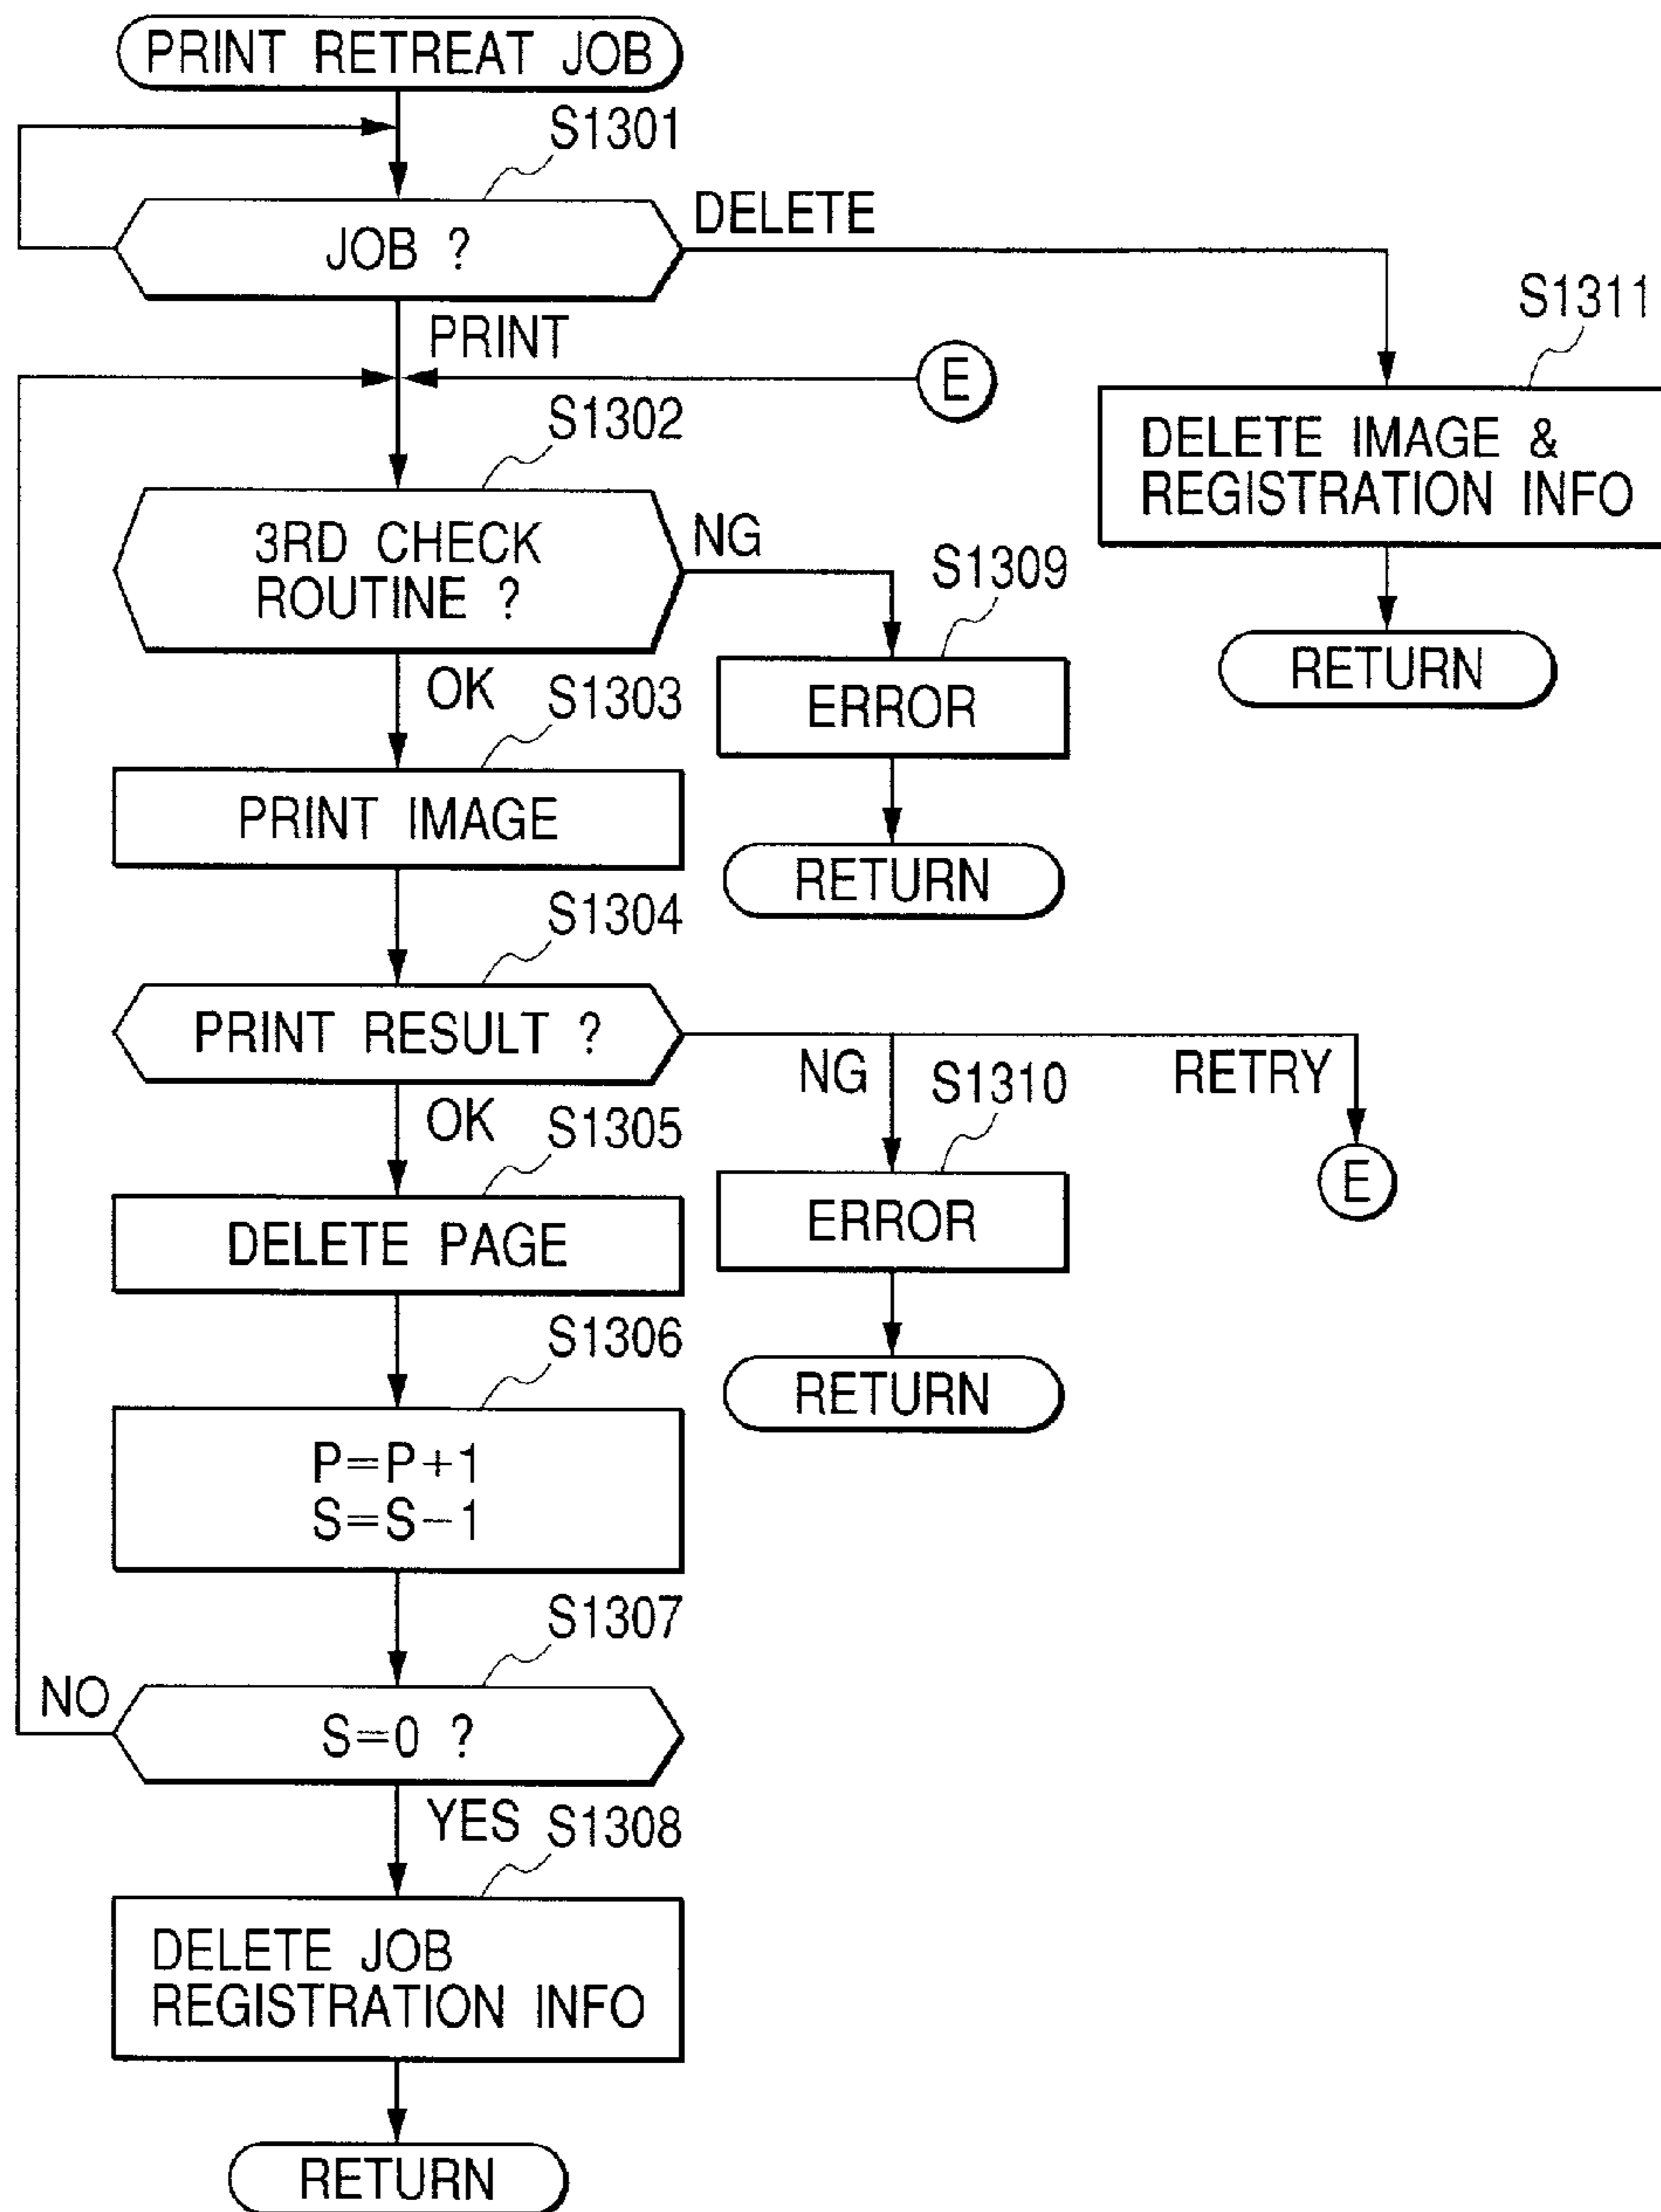 PRINT RETREAT JOB
S1301
JOB ?
DELETE
PRINT
E
S1311
DELETE IMAGE &
REGISTRATION INFO
RETURN
S1302
3RD CHECK
ROUTINE ?
NG
OK
S1309
ERROR
RETURN
S1303
PRINT IMAGE
S1304
PRINT RESULT ?
NG
RETRY
E
OK
S1310
ERROR
RETURN
S1305
DELETE PAGE
S1306
P=P+1
S=S-1
S1307
NO
S=0 ?
YES
S1308
DELETE JOB
REGISTRATION INFO
RETURN